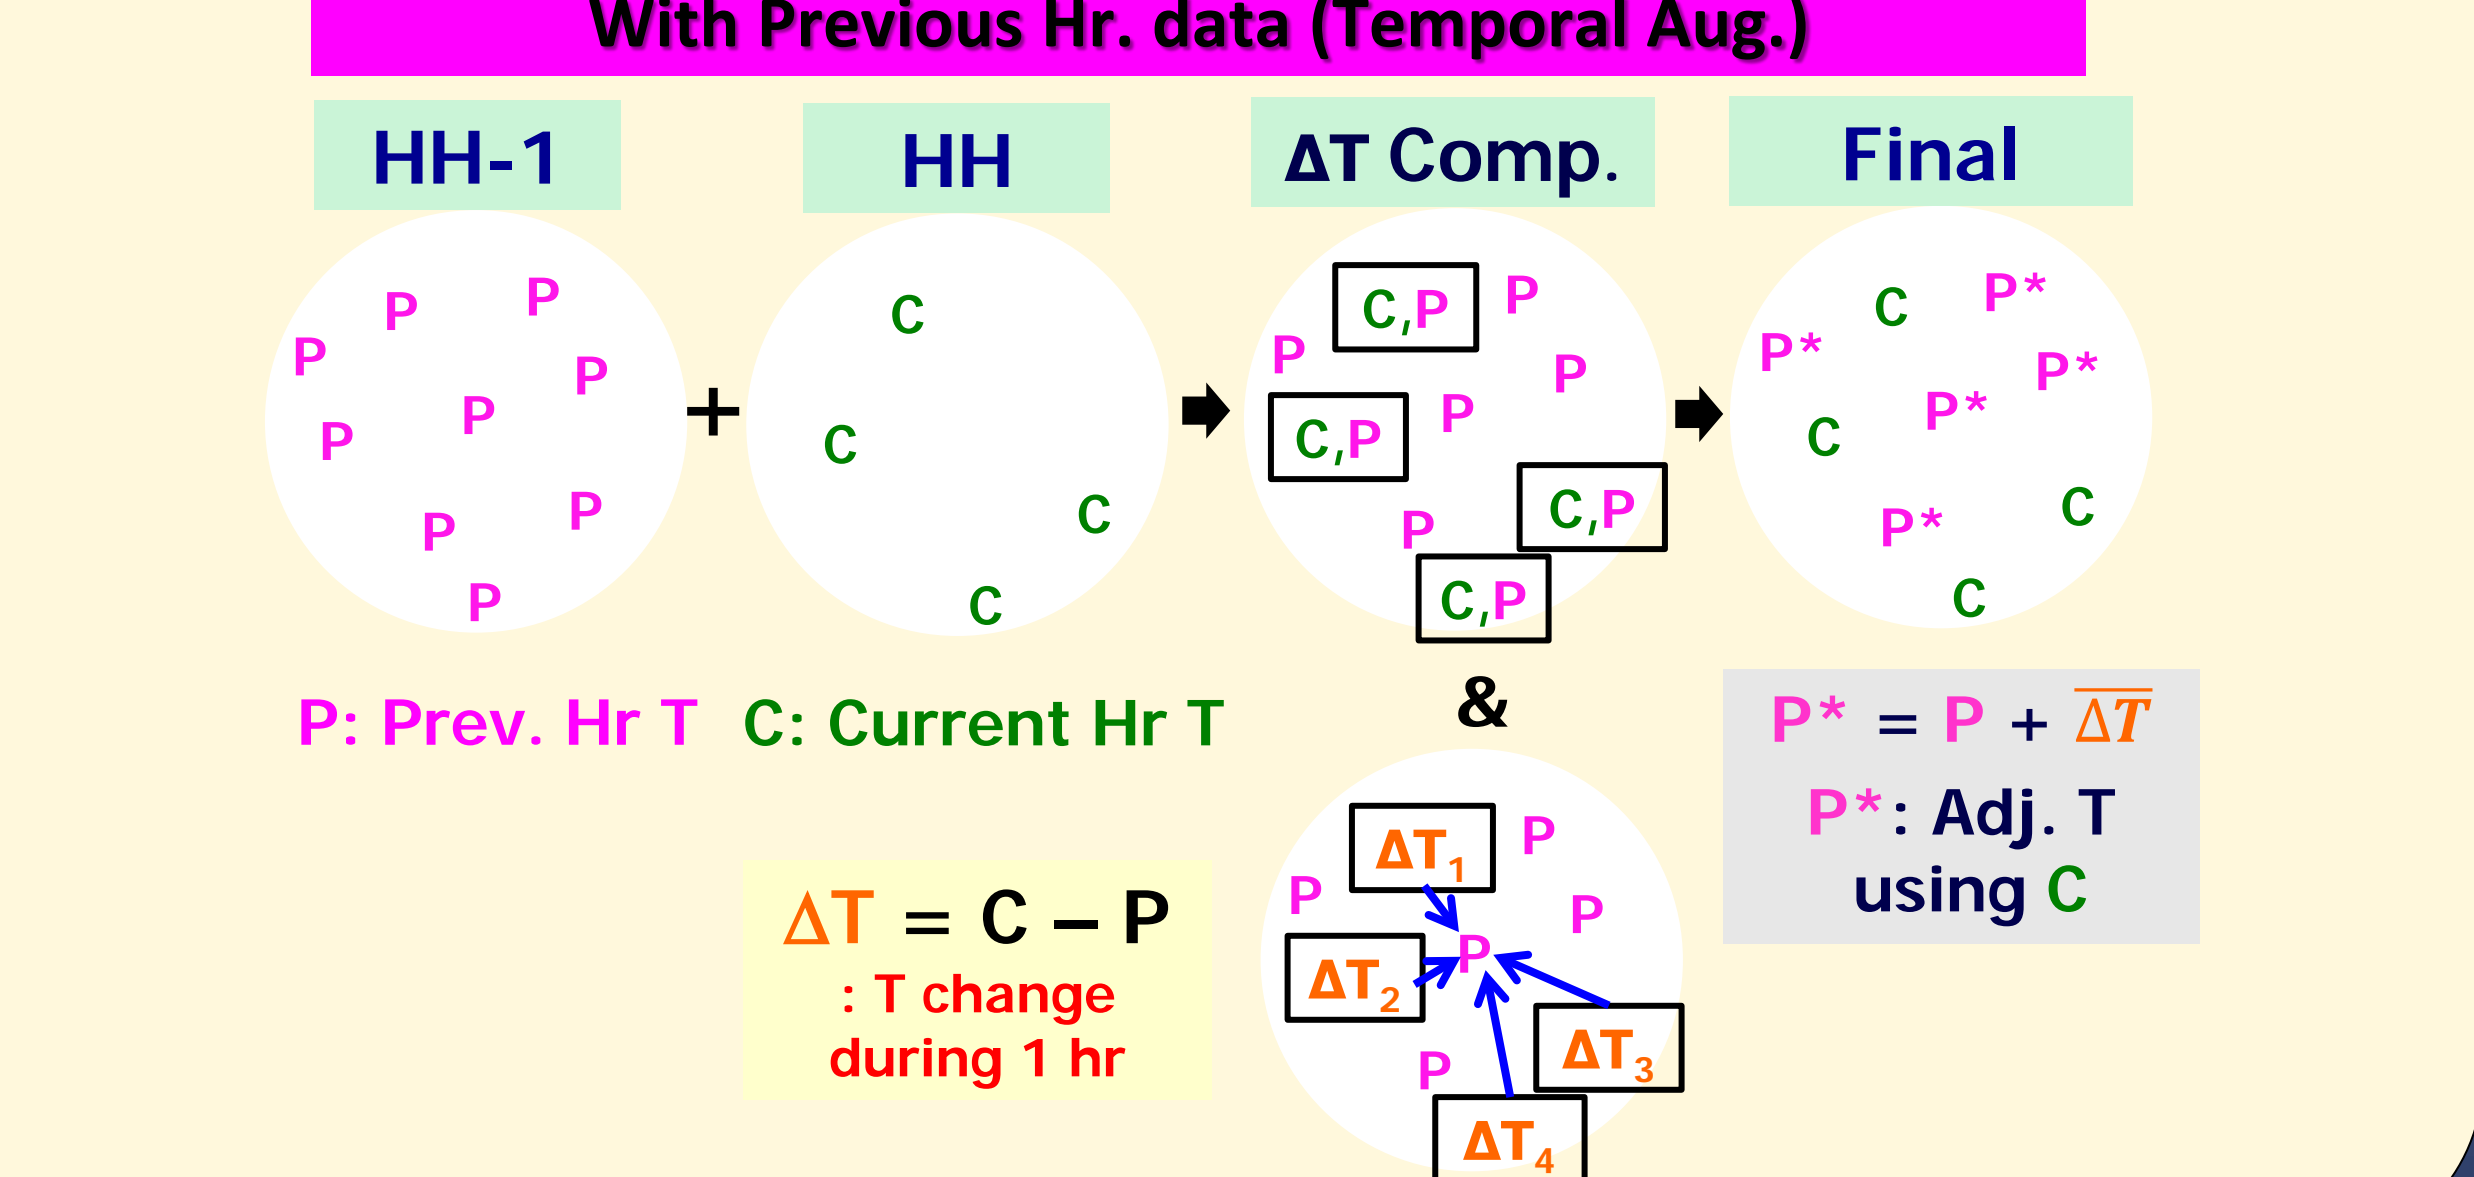 With Previous Hr. data (Temporal Aug.)
HH-1
HH
ΔT Comp.
Final
P
P
P
P
P
P
P
P
P
+
C
C
C
C
C,P
P
P
P
C,P
P
C,P
P
C,P
C
P*
P*
P*
P*
C
C
P*
C
P: Prev. Hr T
C: Current Hr T
&
ΔT = C – P
: T change
during 1 hr
ΔT1
P
P
P
P
ΔT2
ΔT3
P
ΔT4
P* = P + \overline{ΔT}
P*: Adj. T
using C